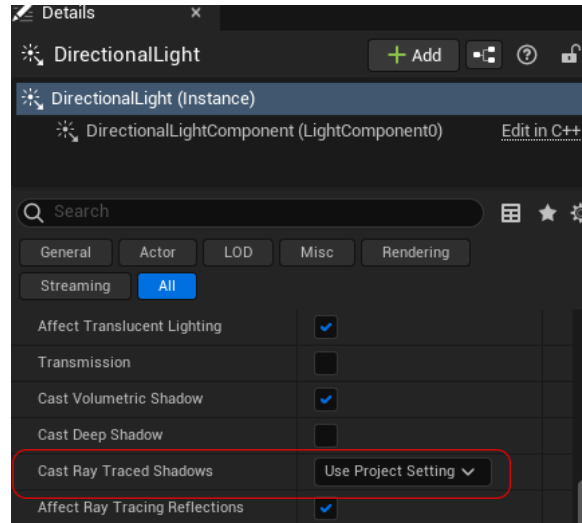 Details
DirectionalLight
Add
DirectionalLight (Instance)
DirectionalLightComponent (LightComponent0) Edit in C++
Search
General Actor LOD Misc Rendering
Streaming All
Affect Translucent Lighting
Transmission
Cast Volumetric Shadow
Cast Deep Shadow
Cast Ray Traced Shadows Use Project Setting
Affect Ray Tracing Reflections